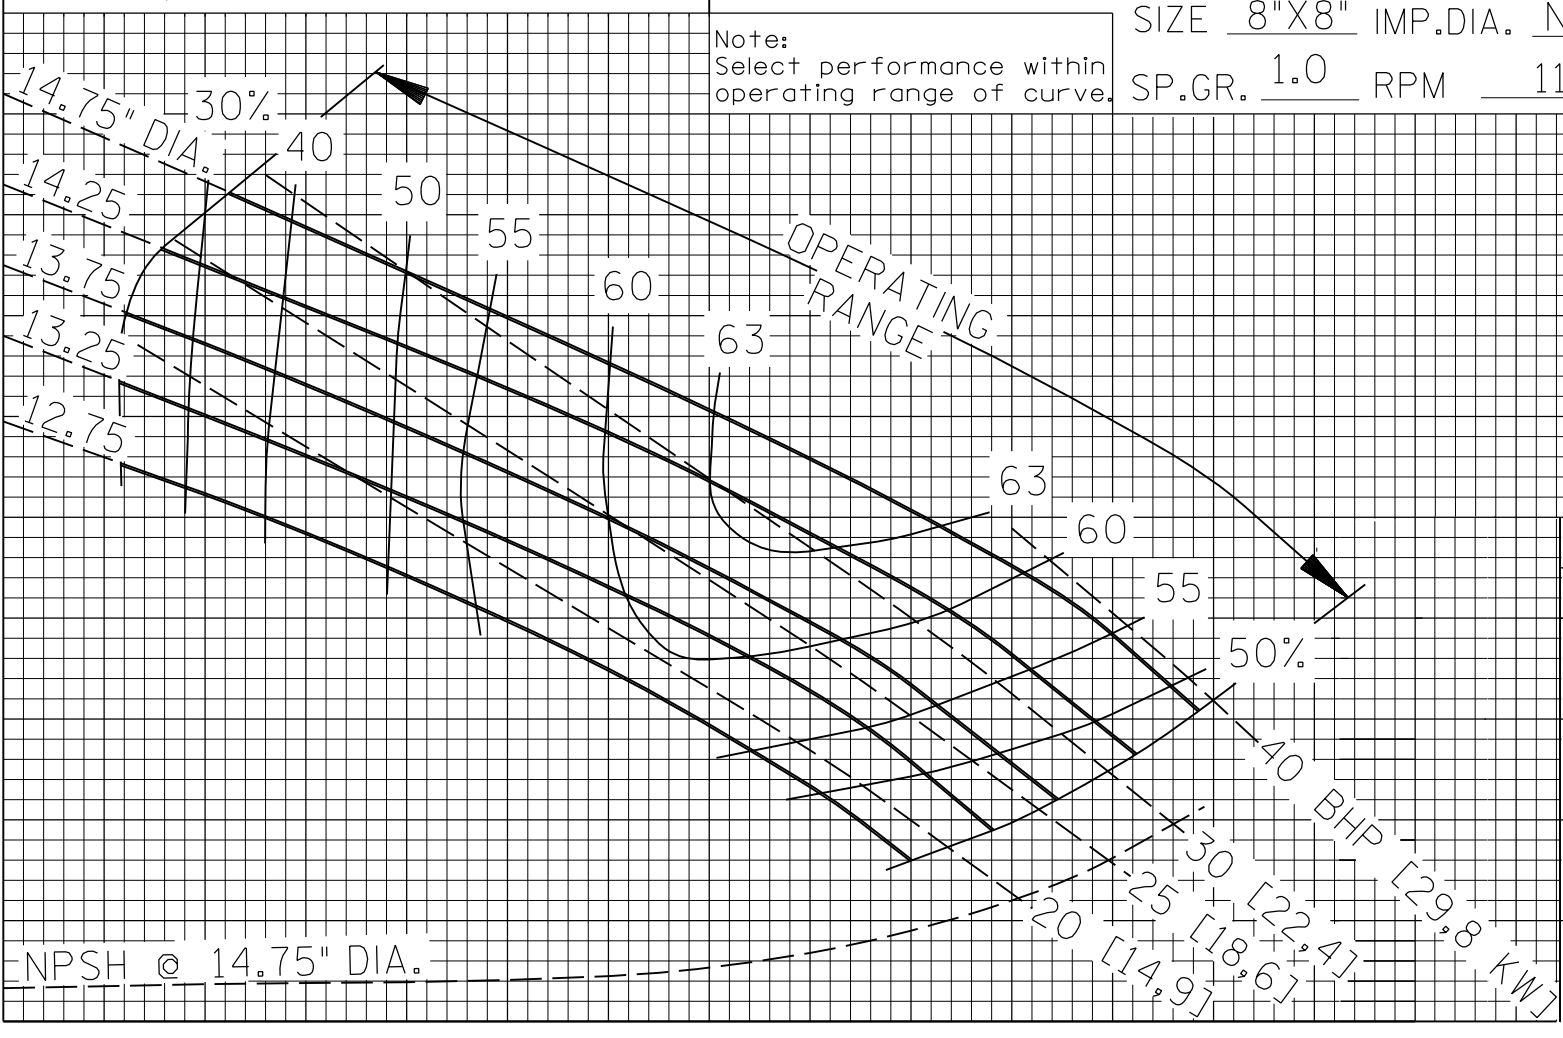 SIZE 8"X8" IMP.DIA.
Note:
Select performance within
operating range of curve.
SP.GR. 1.0 RPM 11
14.75" DIA.
30%
40
14.25
50
55
13.75
60
OPERATING
RANGE
13.25
63
12.75
63
60
55
50%
40 BHP [29,8 KW]
30 [22,4]
25 [18,6]
20 [14,9]
NPSH @ 14.75" DIA.